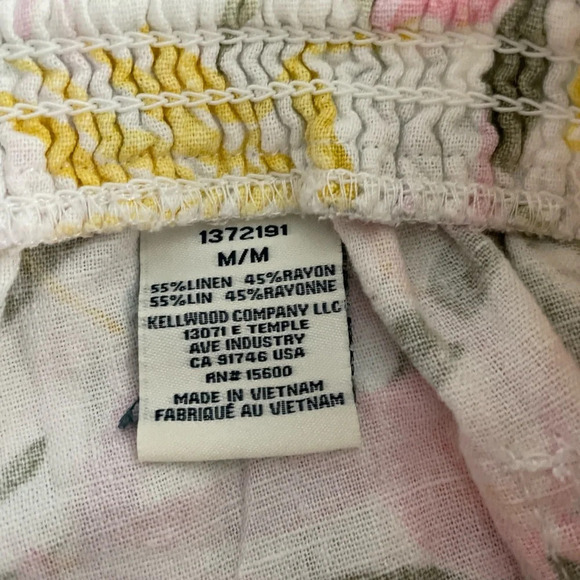 1372191
M/M
55%LINEN 45%RAYON
55%LIN 45%RAYONNE
KELLWOOD COMPANY LLC
13071 E TEMPLE
AVE INDUSTRY
CA 91746 USA
RN# 15600
MADE IN VIETNAM
FABRIQUÉ AU VIETNAM